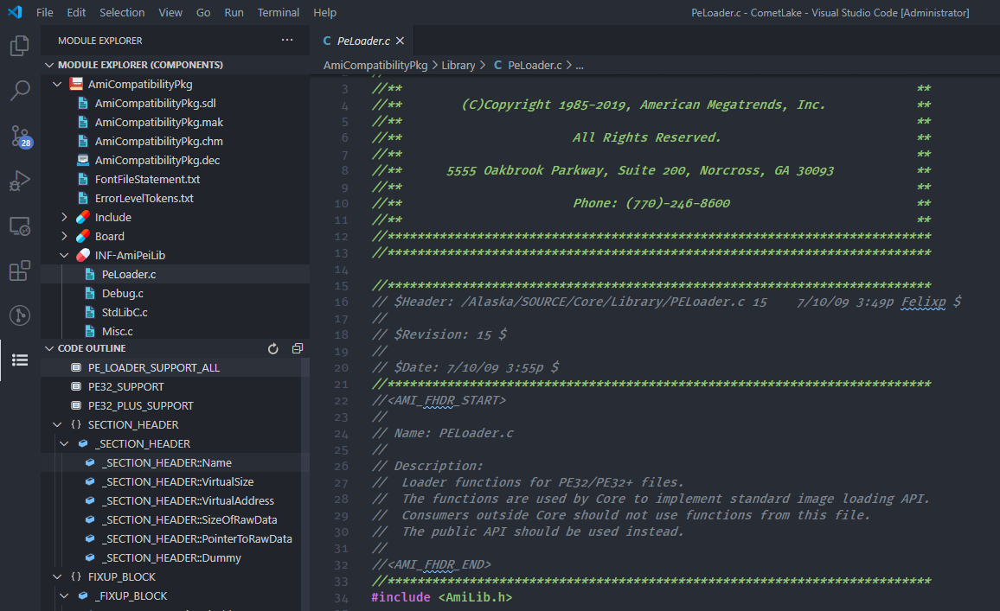 File Edit Selection View Go Run Terminal Help PeLoader.c - CometLake - Visual Studio Code [Administrator]
MODULE EXPLORER ...
MODULE EXPLORER (COMPONENTS)
AmiCompatibilityPkg
AmiCompatibilityPkg.sdl
AmiCompatibilityPkg.mak
AmiCompatibilityPkg.chm
AmiCompatibilityPkg.dec
FontFileStatement.txt
ErrorLevelTokens.txt
Include
Board
INF-AmiPeiLib
PeLoader.c
Debug.c
StdLibC.c
Misc.c
28
CODE OUTLINE
PE_LOADER_SUPPORT_ALL
PE32_SUPPORT
PE32_PLUS_SUPPORT
{} SECTION_HEADER
_SECTION_HEADER
_SECTION_HEADER::Name
_SECTION_HEADER::VirtualSize
_SECTION_HEADER::VirtualAddress
_SECTION_HEADER::SizeOfRawData
_SECTION_HEADER::PointerToRawData
_SECTION_HEADER::Dummy
{} FIXUP_BLOCK
_FIXUP_BLOCK
C PeLoader.c ×
AmiCompatibilityPkg > Library > C PeLoader.c > ...
3 //** **
4 //** (C)Copyright 1985-2019, American Megatrends, Inc. **
5 //** **
6 //** All Rights Reserved. **
7 //** **
8 //** 5555 Oakbrook Parkway, Suite 200, Norcross, GA 30093 **
9 //** **
10 //** Phone: (770)-246-8600 **
11 //** **
12 //*************************************************************************
13 //*************************************************************************
14
15 //*************************************************************************
16 // $Header: /Alaska/SOURCE/Core/Library/PELoader.c 15 7/10/09 3:49p Felixp $
17 //
18 // $Revision: 15 $
19 //
20 // $Date: 7/10/09 3:55p $
21 //*************************************************************************
22 //<AMI_FHDR_START>
23 //
24 // Name: PELoader.c
25 //
26 // Description:
27 // Loader functions for PE32/PE32+ files.
28 // The functions are used by Core to implement standard image loading API.
29 // Consumers outside Core should not use functions from this file.
30 // The public API should be used instead.
31 //
32 //<AMI_FHDR_END>
33 //*************************************************************************
34 #include <AmiLib.h>